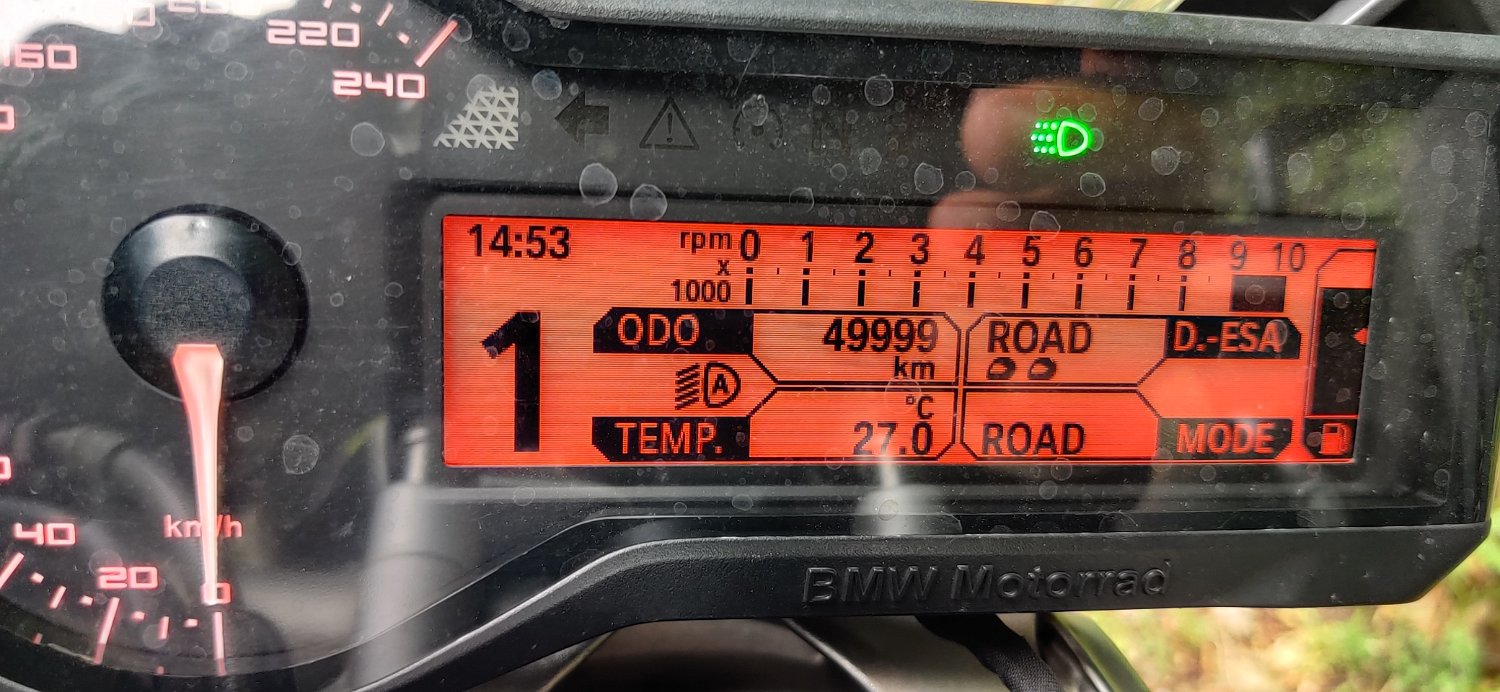 220
160
240
14:53
rpm 0 1 2 3 4 5 6 7 8 9 10
x
1000
1
ODO 49999 ROAD D.-ESA
km
A
°C
TEMP. 27.0 ROAD MODE
km/h
40
20
0
BMW Motorrad